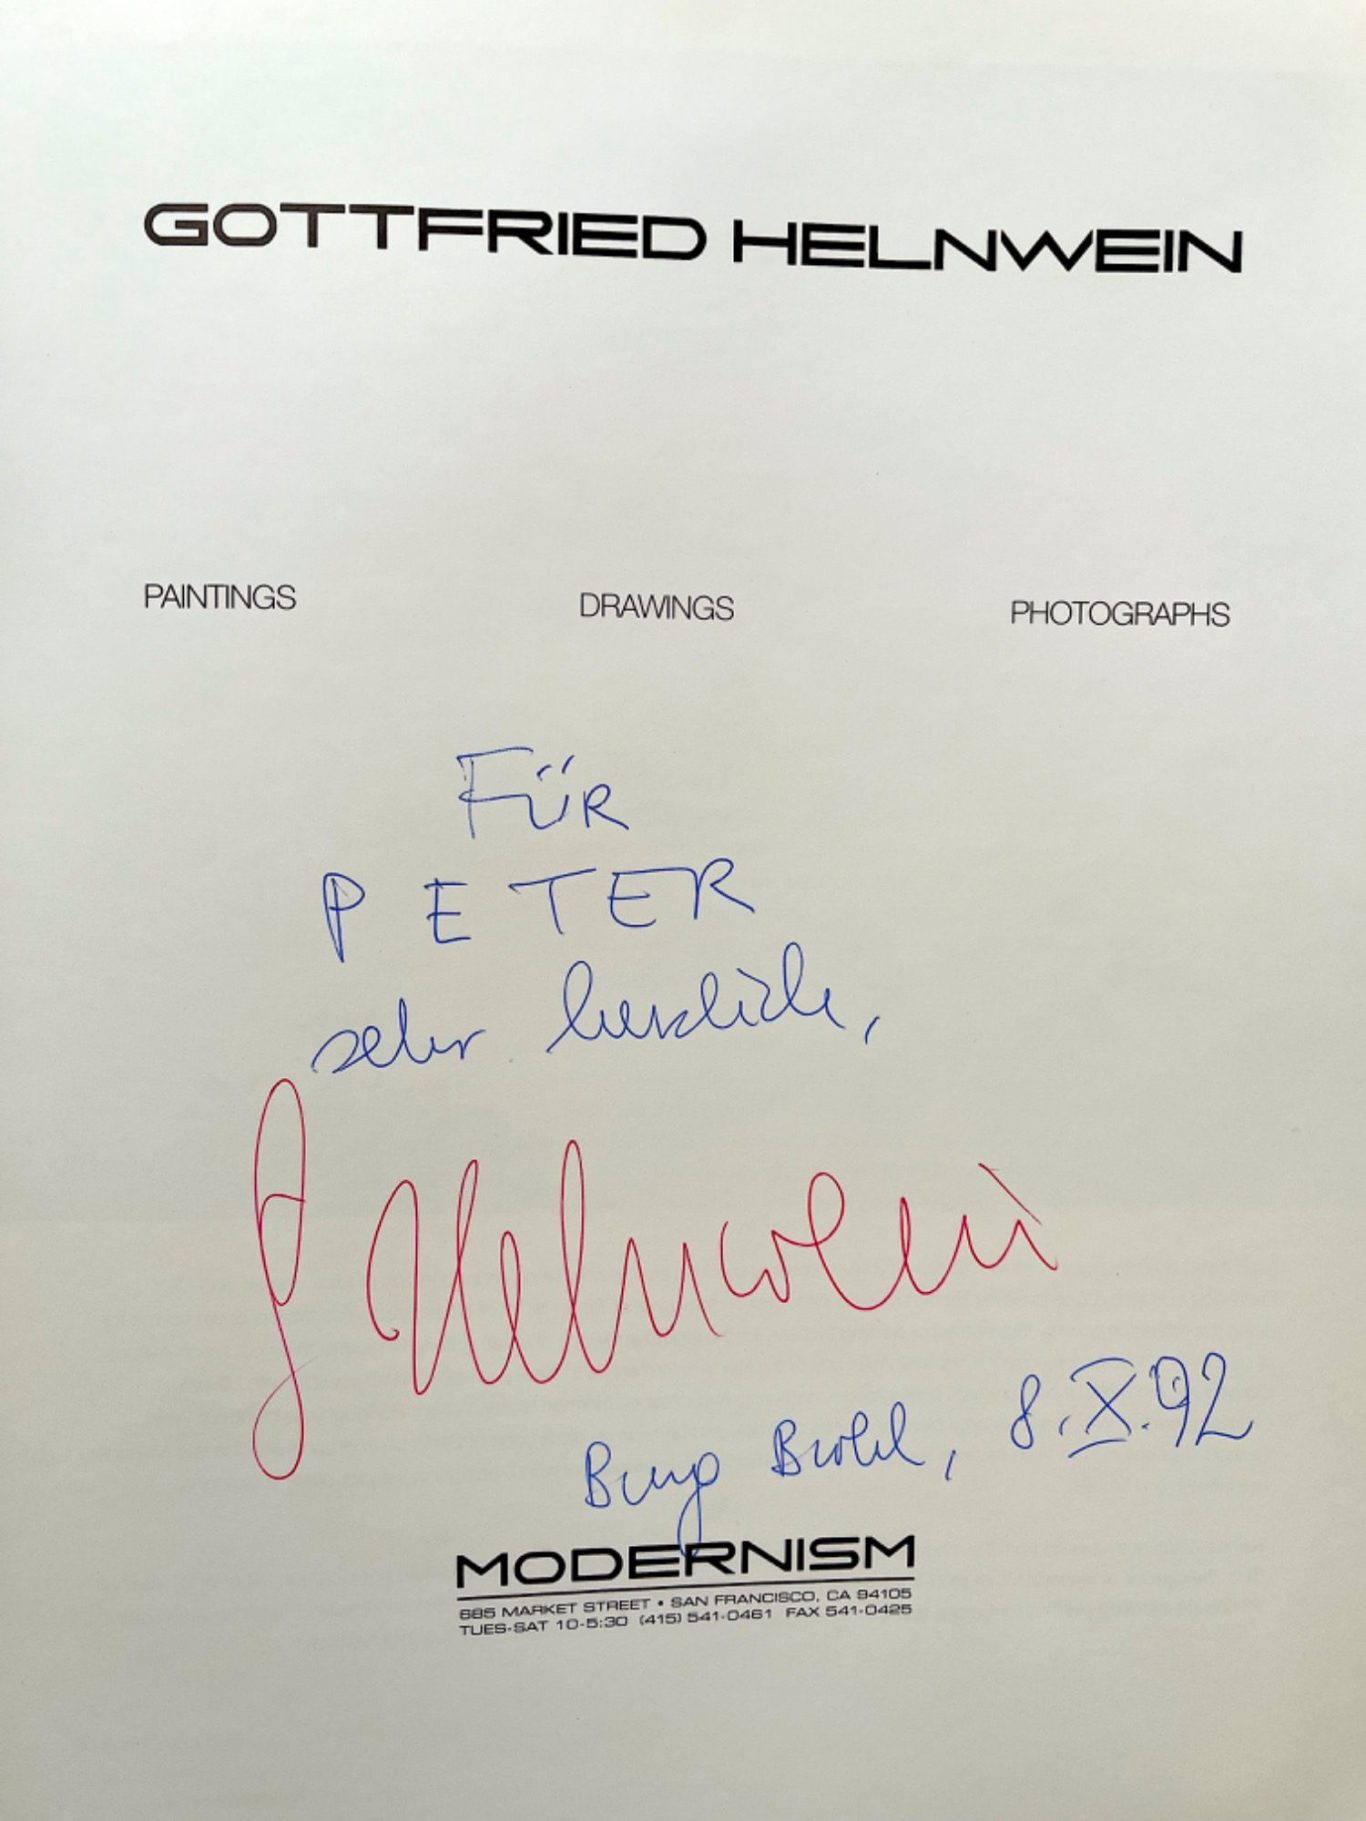 GOTTFRIED HELNWEIN
PAINTINGS DRAWINGS PHOTOGRAPHS
FÜR
PETER
sehr herzlich,
G Helnwein
Burg Brohl, 8.X.92
MODERNISM
685 MARKET STREET • SAN FRANCISCO, CA 94105
TUES-SAT 10-5:30 (415) 541-0461 FAX 541-0425